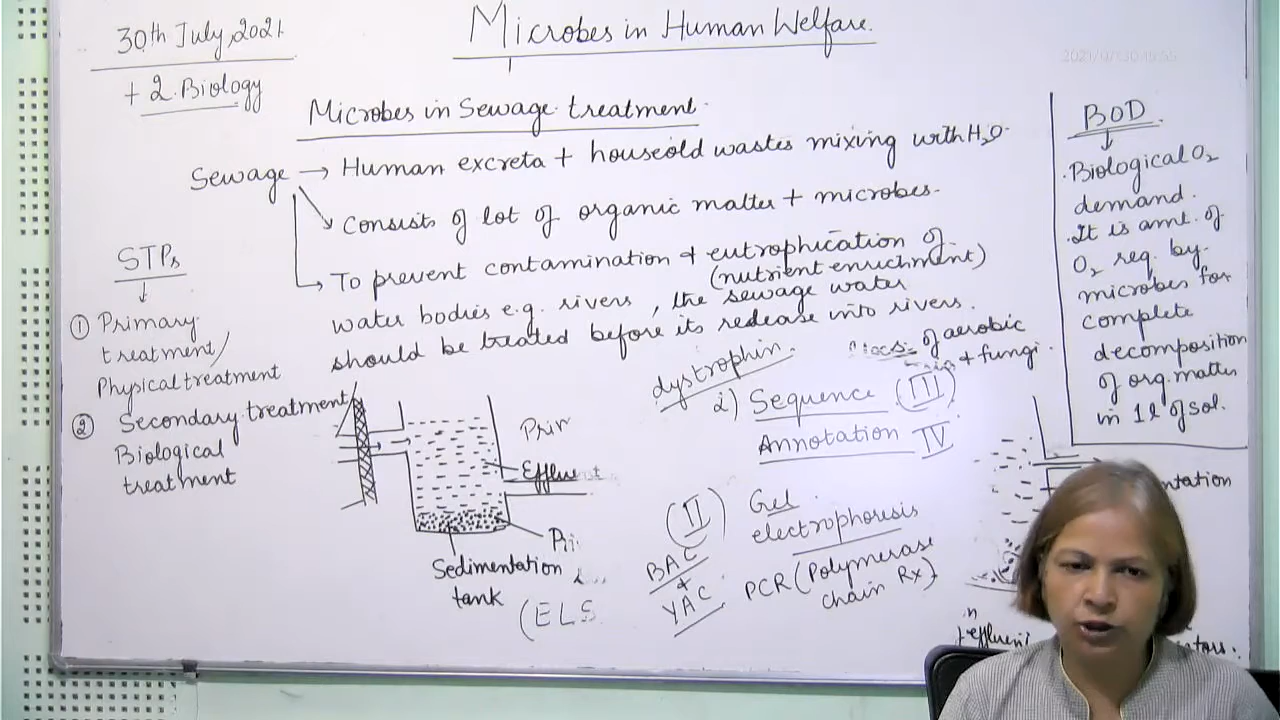 30th July, 2021.
+ 2. Biology
Microbes in Human Welfare.
Microbes in Sewage treatment.
Sewage → Human excreta + houseold wastes mixing with H2O.
Consists of lot of organic matter + microbes.
To prevent contamination & eutrophication of
(nutrient enrichment)
water bodies e.g. rivers, the sewage water
should be treated before its redease into rivers.
STPs
① Primary
treatment/
Physical treatment
② Secondary treatment
Biological
treatment
Prim
Effluent
Pri
Sedimentation
tank
(ELS
dystrophin.
of aerobic
+ fungi.
i) Sequence (III)
Annotation IV
(II) Gel
electrophoresis
BAC
+
YAC
PCR (Polymerase
chain Rx)
BOD
Biological O2
demand.
It is amt. of
O2 req. by
microbes for
complete
decomposition
of org. matter
in 1l of sol.